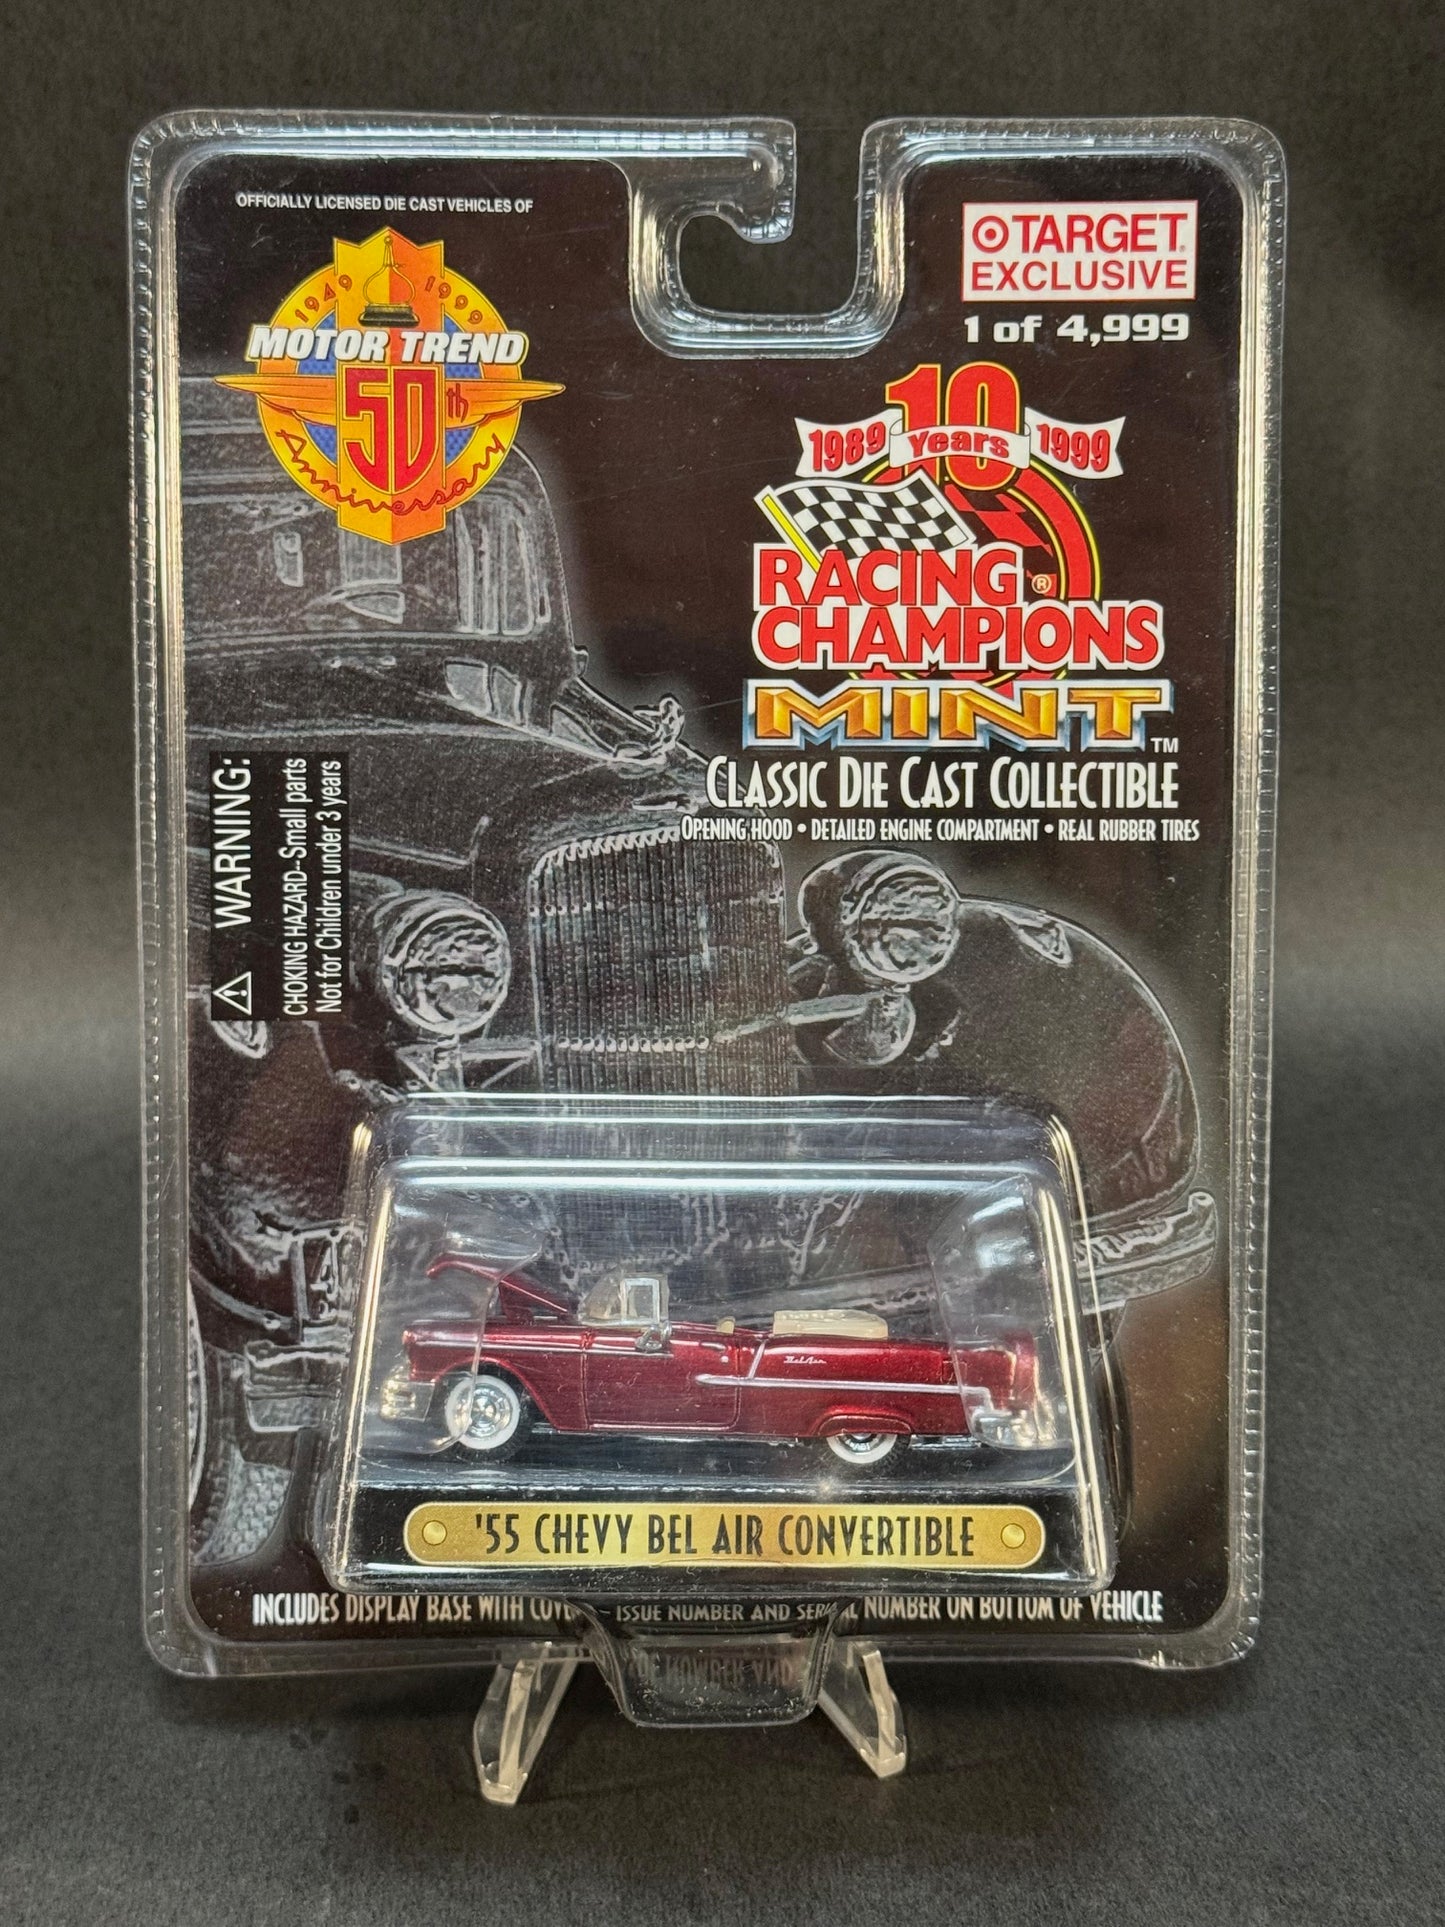 OFFICIALLY LICENSED DIE CAST VEHICLES OF
1949 1999
MOTOR TREND
50th
Anniversary
TARGET
EXCLUSIVE
1 of 4,999
10
1989 Years 1999
RACING ®
CHAMPIONS
MINT™
CLASSIC DIE CAST COLLECTIBLE
OPENING HOOD • DETAILED ENGINE COMPARTMENT • REAL RUBBER TIRES
⚠ WARNING:
CHOKING HAZARD--Small parts
Not for Children under 3 years
Bel Air
'55 CHEVY BEL AIR CONVERTIBLE
INCLUDES DISPLAY BASE WITH COVER – ISSUE NUMBER AND SERIAL NUMBER ON BOTTOM OF VEHICLE